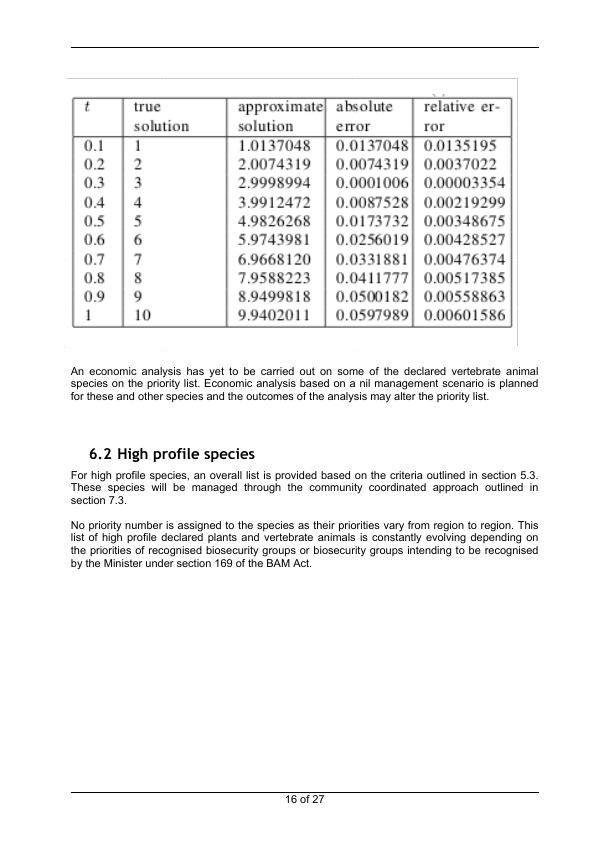 t true solution approximate solution absolute error relative er-ror
0.1 1 1.0137048 0.0137048 0.0135195
0.2 2 2.0074319 0.0074319 0.0037022
0.3 3 2.9998994 0.0001006 0.00003354
0.4 4 3.9912472 0.0087528 0.00219299
0.5 5 4.9826268 0.0173732 0.00348675
0.6 6 5.9743981 0.0256019 0.00428527
0.7 7 6.9668120 0.0331881 0.00476374
0.8 8 7.9588223 0.0411777 0.00517385
0.9 9 8.9499818 0.0500182 0.00558863
1 10 9.9402011 0.0597989 0.00601586
An economic analysis has yet to be carried out on some of the declared vertebrate animal
species on the priority list. Economic analysis based on a nil management scenario is planned
for these and other species and the outcomes of the analysis may alter the priority list.
6.2 High profile species
For high profile species, an overall list is provided based on the criteria outlined in section 5.3.
These species will be managed through the community coordinated approach outlined in
section 7.3.
No priority number is assigned to the species as their priorities vary from region to region. This
list of high profile declared plants and vertebrate animals is constantly evolving depending on
the priorities of recognised biosecurity groups or biosecurity groups intending to be recognised
by the Minister under section 169 of the BAM Act.
16 of 27